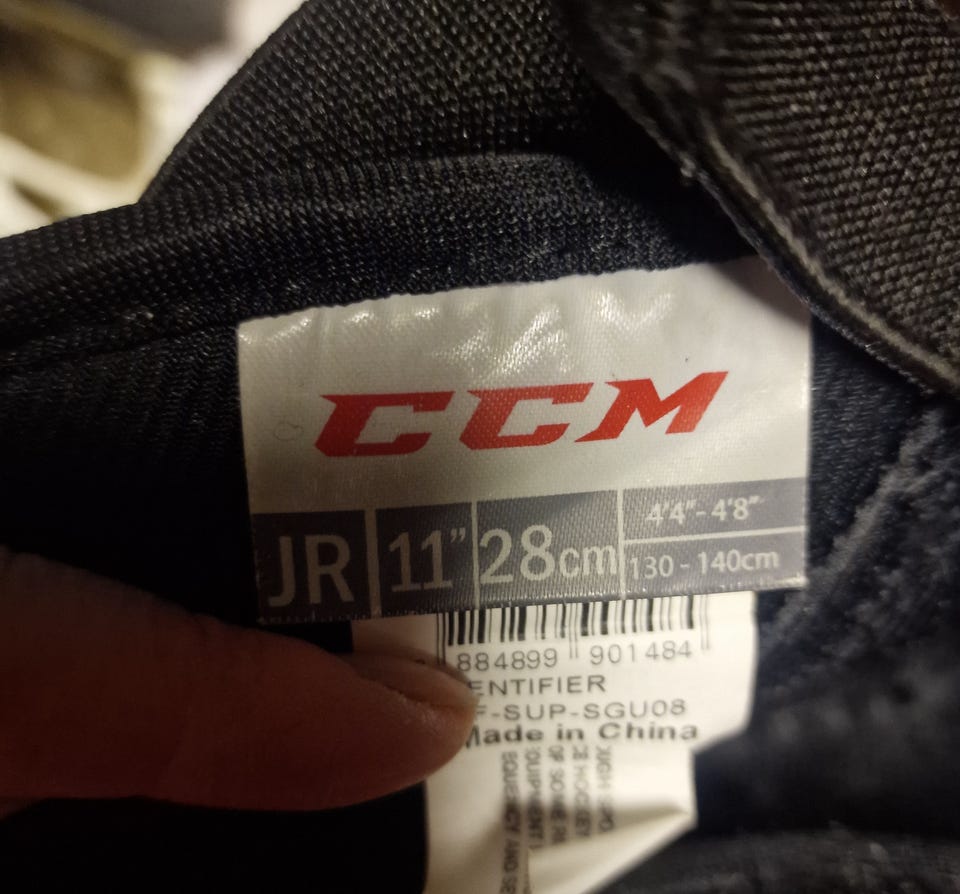 CCM
JR 11" 28cm 4'4"- 4'8"
130 - 140cm
884899 901484
ENTIFIER
F-SUP-SGU08
Made in China